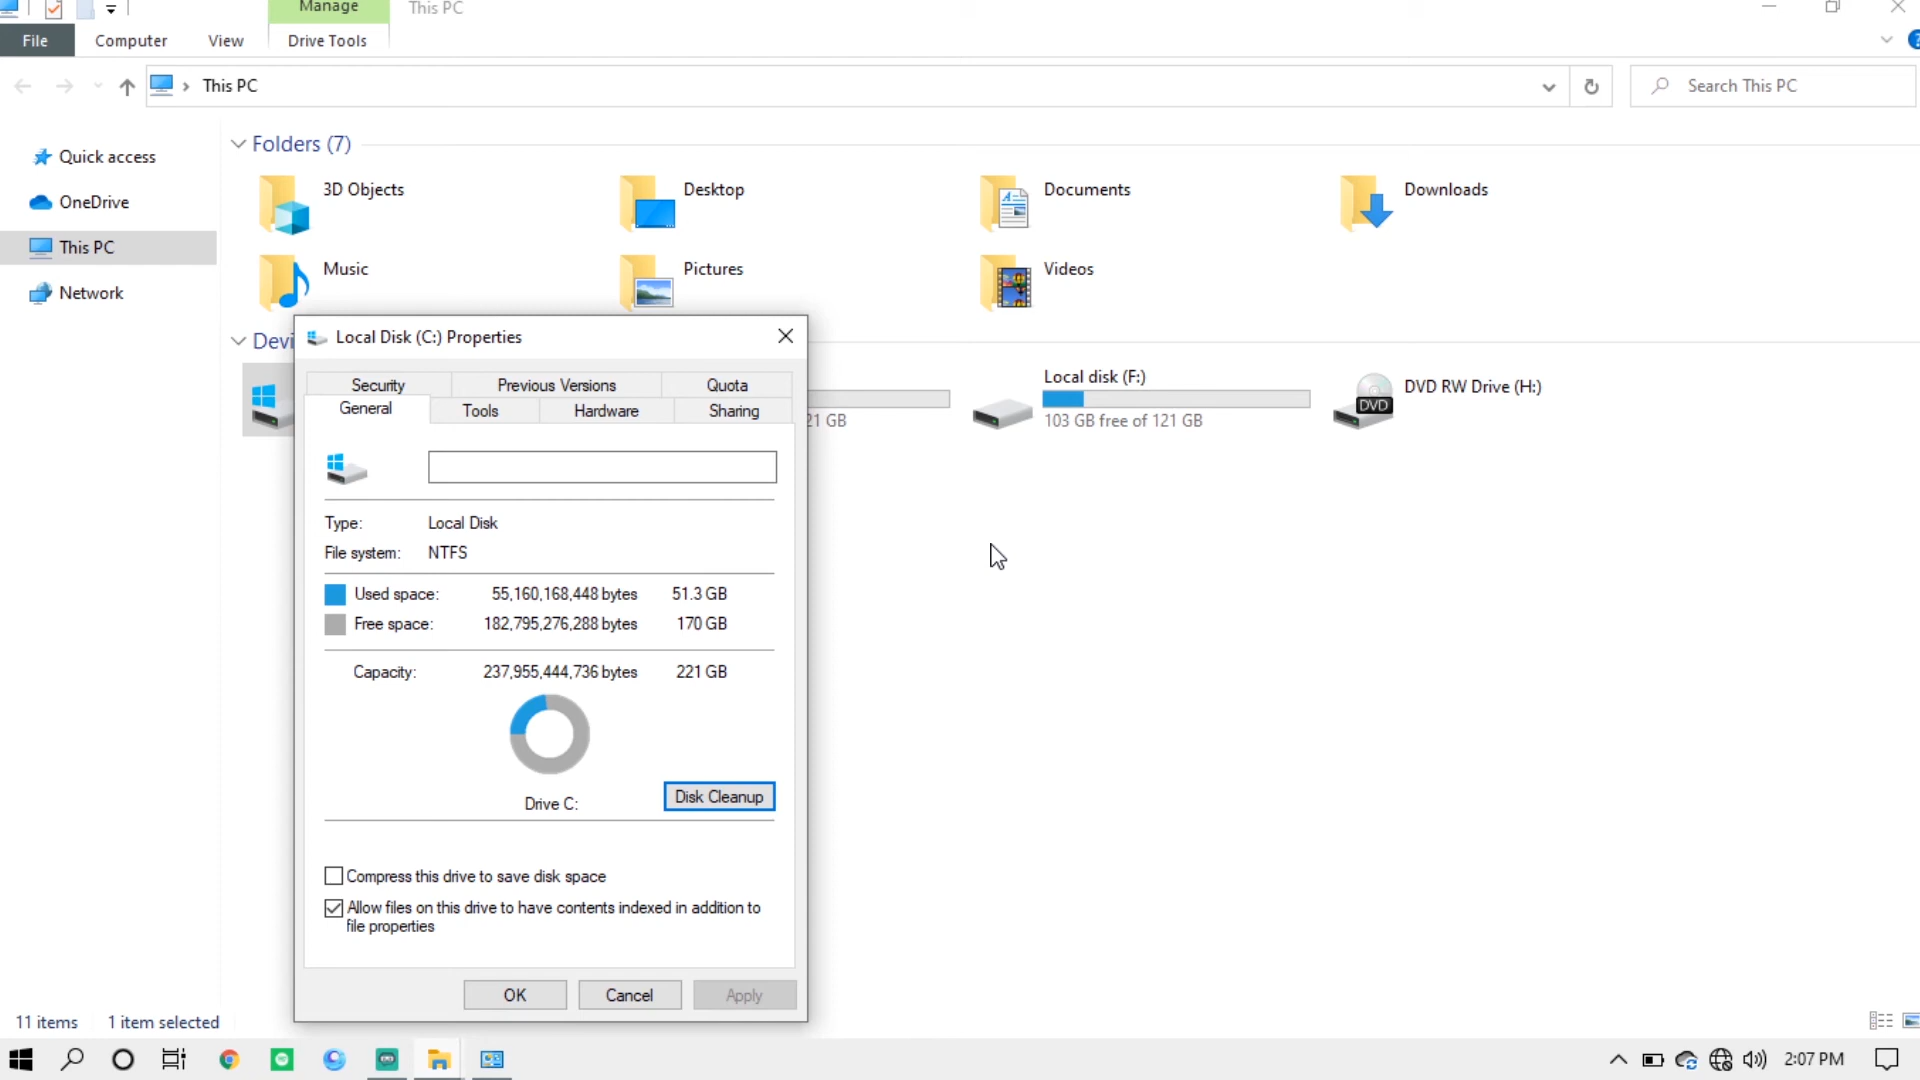 Manage
This PC
File
Computer
View
Drive Tools
This PC
Search This PC
Quick access
OneDrive
This PC
Network
Folders (7)
3D Objects
Desktop
Documents
Downloads
Music
Pictures
Videos
Local disk (F:)
103 GB free of 121 GB
DVD RW Drive (H:)
DVD
Local Disk (C:) Properties
Security
Previous Versions
Quota
General
Tools
Hardware
Sharing
Type: Local Disk
File system: NTFS
Used space: 55,160,168,448 bytes 51.3 GB
Free space: 182,795,276,288 bytes 170 GB
Capacity: 237,955,444,736 bytes 221 GB
Drive C:
Disk Cleanup
Compress this drive to save disk space
Allow files on this drive to have contents indexed in addition to
file properties
OK
Cancel
Apply
11 items
1 item selected
2:07 PM